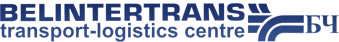 BELINTERTRANS
transport-logistics centre
БЧ